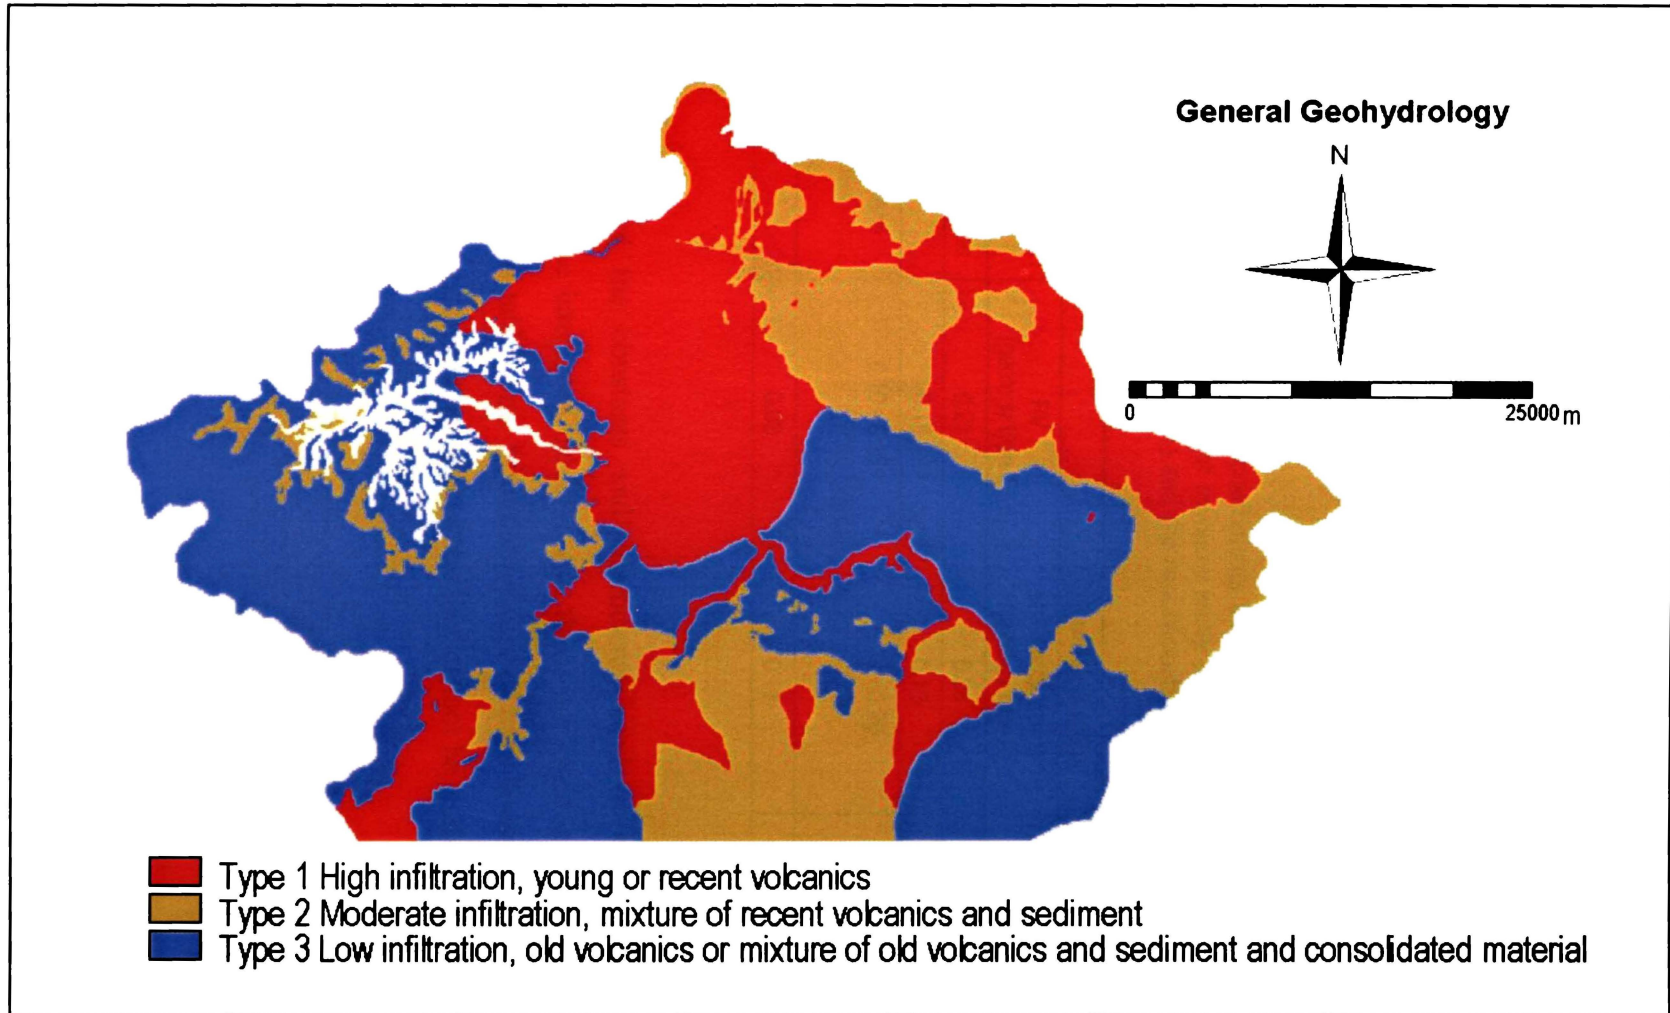 General Geohydrology
N
0 25000 m
Type 1 High infiltration, young or recent volcanics
Type 2 Moderate infiltration, mixture of recent volcanics and sediment
Type 3 Low infiltration, old volcanics or mixture of old volcanics and sediment and consolidated material